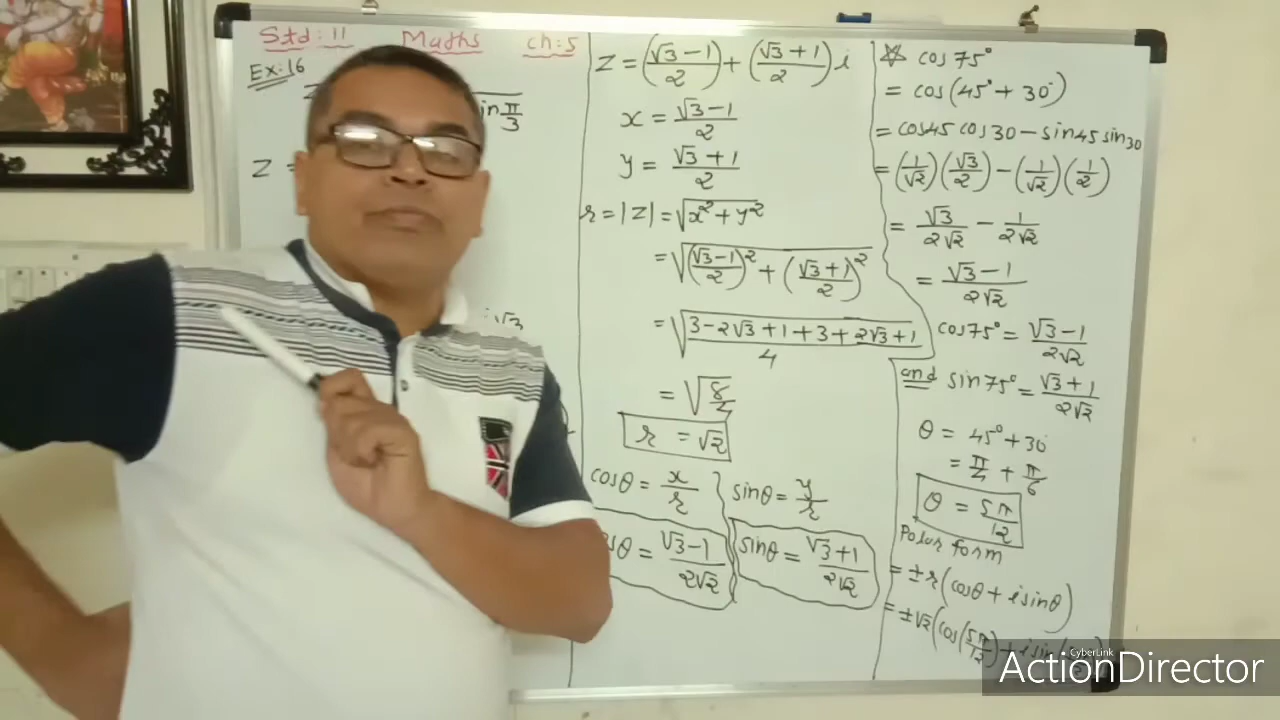 Std: 11 Maths ch: 5
Ex: 16
in π/3
z =
i√3
z = (√3 - 1 / 2) + (√3 + 1 / 2) i
x = √3 - 1 / 2
y = √3 + 1 / 2
r = |z| = √x² + y²
= √(√3 - 1 / 2)² + (√3 + 1 / 2)²
= √3 - 2√3 + 1 + 3 + 2√3 + 1 / 4
= √8/4
r = √2
cosθ = x/r
sinθ = y/r
cosθ = √3 - 1 / 2√2
sinθ = √3 + 1 / 2√2
☆ cos 75°
= cos(45° + 30°)
= cos45 cos30 - sin45 sin30
= (1/√2)(√3/2) - (1/√2)(1/2)
= √3 / 2√2 - 1 / 2√2
= √3 - 1 / 2√2
cos75° = √3 - 1 / 2√2
and sin75° = √3 + 1 / 2√2
θ = 45° + 30°
= π/4 + π/6
θ = 5π/12
Polar form
= ± r (cosθ + i sinθ)
= ± √2 (cos(5π/12) + i sin(
CyberLink
ActionDirector